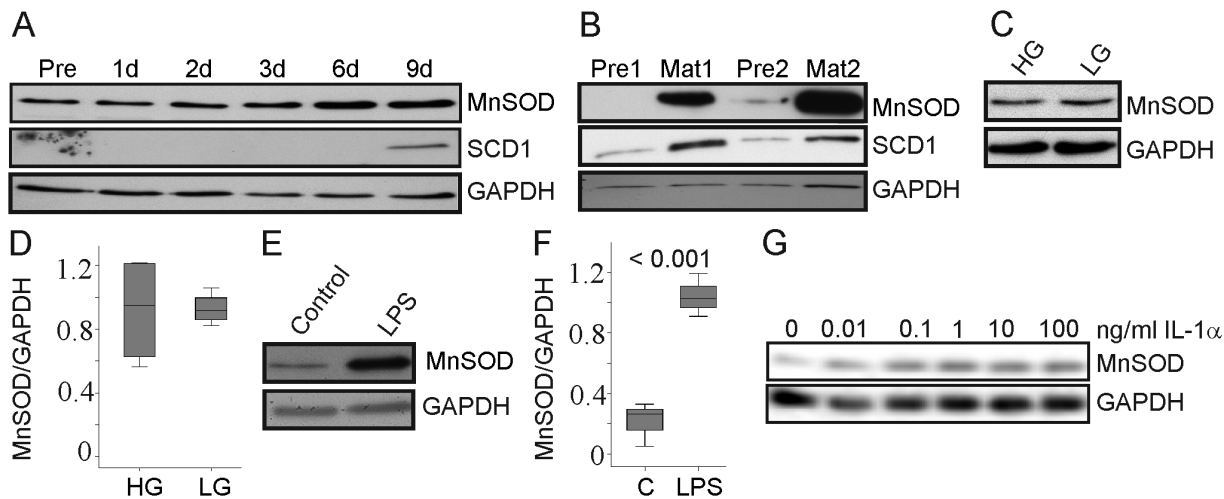 A
Pre 1d 2d 3d 6d 9d
MnSOD
SCD1
GAPDH
B
Pre1 Mat1 Pre2 Mat2
MnSOD
SCD1
GAPDH
C
HG LG
MnSOD
GAPDH
D
MnSOD/GAPDH
1.2
0.8
0.4
0
HG LG
E
Control LPS
MnSOD
GAPDH
F
MnSOD/GAPDH
< 0.001
1.2
0.8
0.4
0
C LPS
G
0 0.01 0.1 1 10 100 ng/ml IL-1α
MnSOD
GAPDH